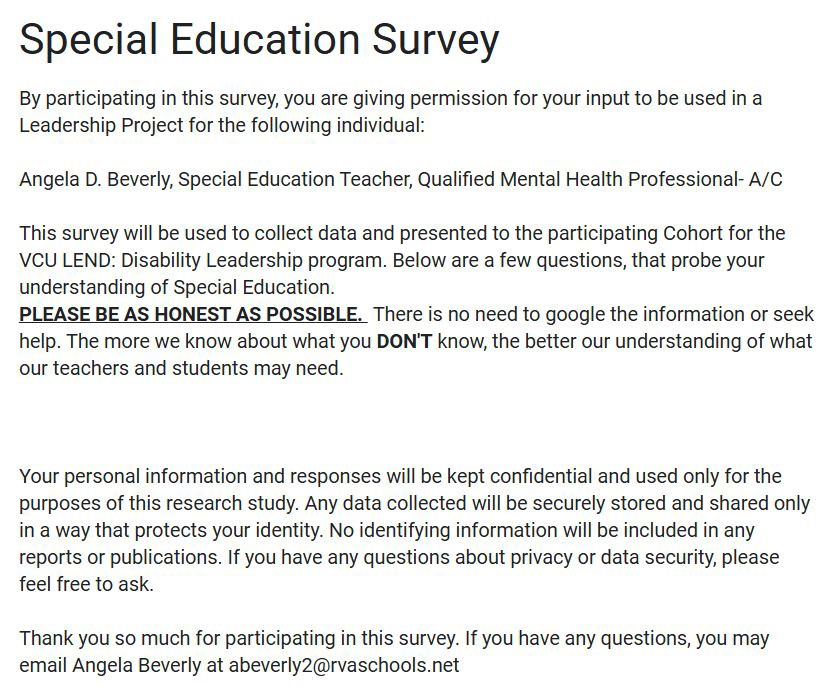 Special Education Survey
By participating in this survey, you are giving permission for your input to be used in a
Leadership Project for the following individual:
Angela D. Beverly, Special Education Teacher, Qualified Mental Health Professional- A/C
This survey will be used to collect data and presented to the participating Cohort for the
VCU LEND: Disability Leadership program. Below are a few questions, that probe your
understanding of Special Education.
PLEASE BE AS HONEST AS POSSIBLE. There is no need to google the information or seek
help. The more we know about what you DON'T know, the better our understanding of what
our teachers and students may need.
Your personal information and responses will be kept confidential and used only for the
purposes of this research study. Any data collected will be securely stored and shared only
in a way that protects your identity. No identifying information will be included in any
reports or publications. If you have any questions about privacy or data security, please
feel free to ask.
Thank you so much for participating in this survey. If you have any questions, you may
email Angela Beverly at abeverly2@rvaschools.net